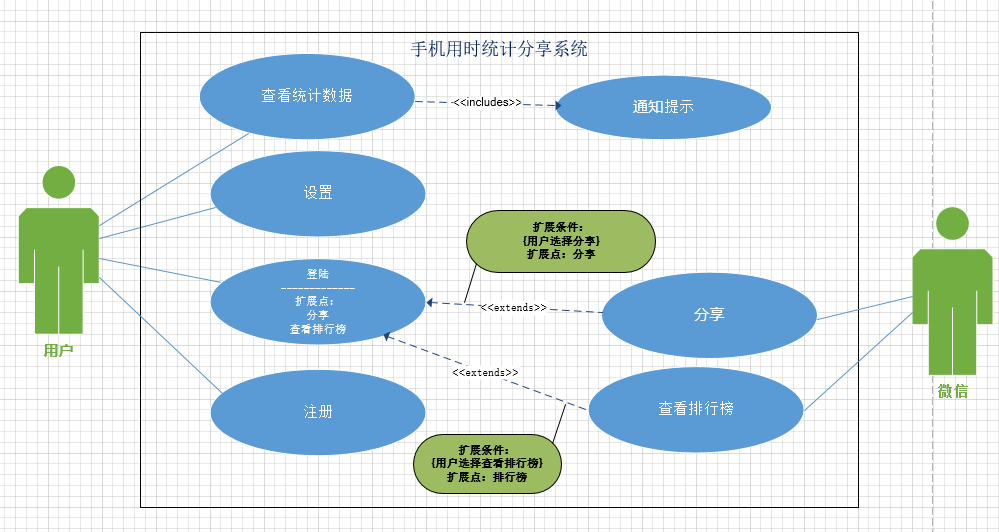 手机用时统计分享系统
查看统计数据
<<includes>>
通知提示
设置
扩展条件：
{用户选择分享}
扩展点：分享
登陆
-------------
扩展点：
分享
查看排行榜
<<extends>>
分享
用户
微信
<<extends>>
注册
查看排行榜
扩展条件：
{用户选择查看排行榜}
扩展点：排行榜